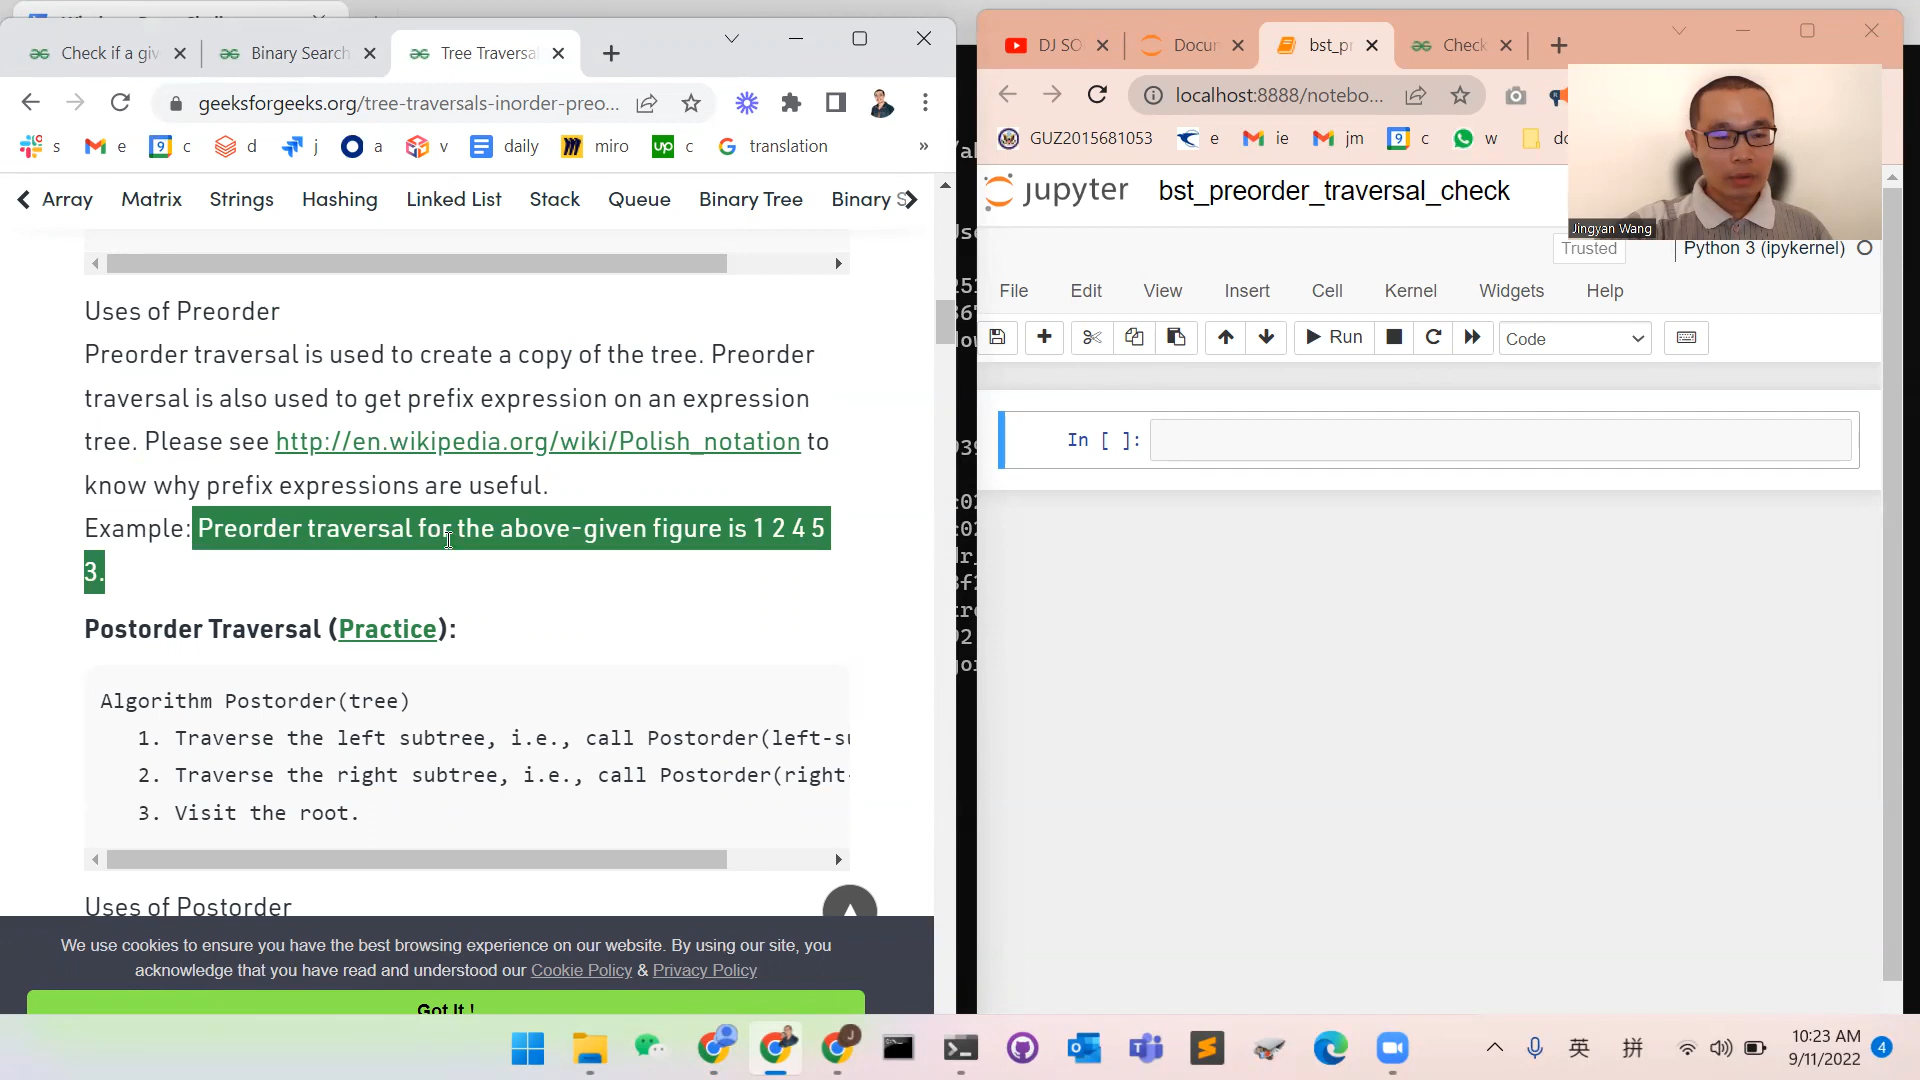 Check if a giv
Binary Search
Tree Traversa
geeksforgeeks.org/tree-traversals-inorder-preo...
s
e
c
d
j
a
v
daily
miro
c
translation
»
Array
Matrix
Strings
Hashing
Linked List
Stack
Queue
Binary Tree
Binary S
Uses of Preorder
Preorder traversal is used to create a copy of the tree. Preorder
traversal is also used to get prefix expression on an expression
tree. Please see http://en.wikipedia.org/wiki/Polish_notation to
know why prefix expressions are useful.
Example: Preorder traversal for the above-given figure is 1 2 4 5
3.
Postorder Traversal (Practice):
Algorithm Postorder(tree)
1. Traverse the left subtree, i.e., call Postorder(left-su
2. Traverse the right subtree, i.e., call Postorder(right-
3. Visit the root.
Uses of Postorder
We use cookies to ensure you have the best browsing experience on our website. By using our site, you
acknowledge that you have read and understood our Cookie Policy & Privacy Policy
Got It !
DJ SO
Docur
bst_pr
Check
localhost:8888/notebo...
GUZ2015681053
e
ie
jm
c
w
dc
jupyter
bst_preorder_traversal_check
Jingyan Wang
Trusted
Python 3 (ipykernel)
File
Edit
View
Insert
Cell
Kernel
Widgets
Help
Run
Code
In [ ]:
英
拼
10:23 AM
9/11/2022
4